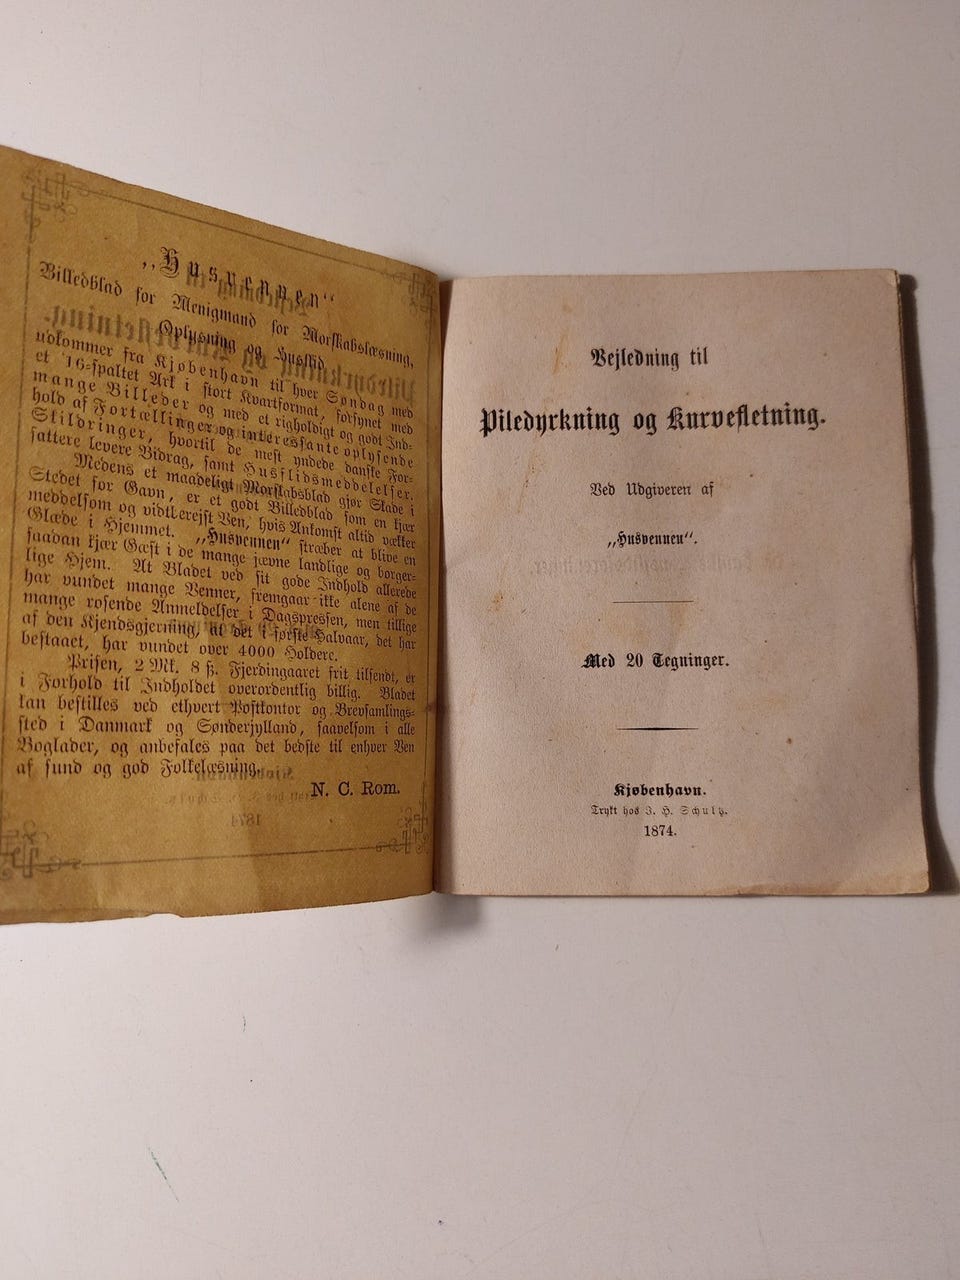 „Husvennen“
Billedblad for Menigmand for Morskabslæsning,
Oplysning og Husflid
udkommer fra Kjøbenhavn til hver Søndag med
et 16-spaltet Ark i stort Kvartformat, forsynet med
mange Billeder og med et righoldigt og godt Ind-
hold af Fortællinger og interessante oplysende
Skildringer, hvortil de mest yndede danske For-
fattere levere Bidrag, samt Husflidsmeddelelser.
Medens et maadeligt Morskabsblad gjør Skade i
Stedet for Gavn, er et godt Billedblad som en kjær
meddelsom og vidtberejst Ven, hvis Ankomst altid vækker
Glæde i Hjemmet. „Husvennen“ stræber at blive en
saadan kjær Gæst i de mange jævne landlige og borger-
lige Hjem. At Bladet ved sit gode Indhold allerede
har vundet mange Venner, fremgaar ikke alene af de
mange rosende Anmeldelser i Dagspressen, men tillige
af den Kjendsgjerning, at det i første Halvaar, det har
bestaaet, har vundet over 4000 Holdere.
Prisen, 2 Mk. 8 ß. Fjerdingaaret frit tilsendt, er
i Forhold til Indholdet overordentlig billig. Bladet
kan bestilles ved ethvert Postkontor og Brevsamlings-
sted i Danmark og Sønderjylland, saavelsom i alle
Boglader, og anbefales paa det bedste til enhver Ven
af sund og god Folkelæsning.
N. C. Rom.
Vejledning til
Piledyrkning og Kurvefletning.
Ved Udgiveren af
„Husvennen“.
Med 20 Tegninger.
Kjøbenhavn.
Trykt hos J. H. Schultz.
1874.